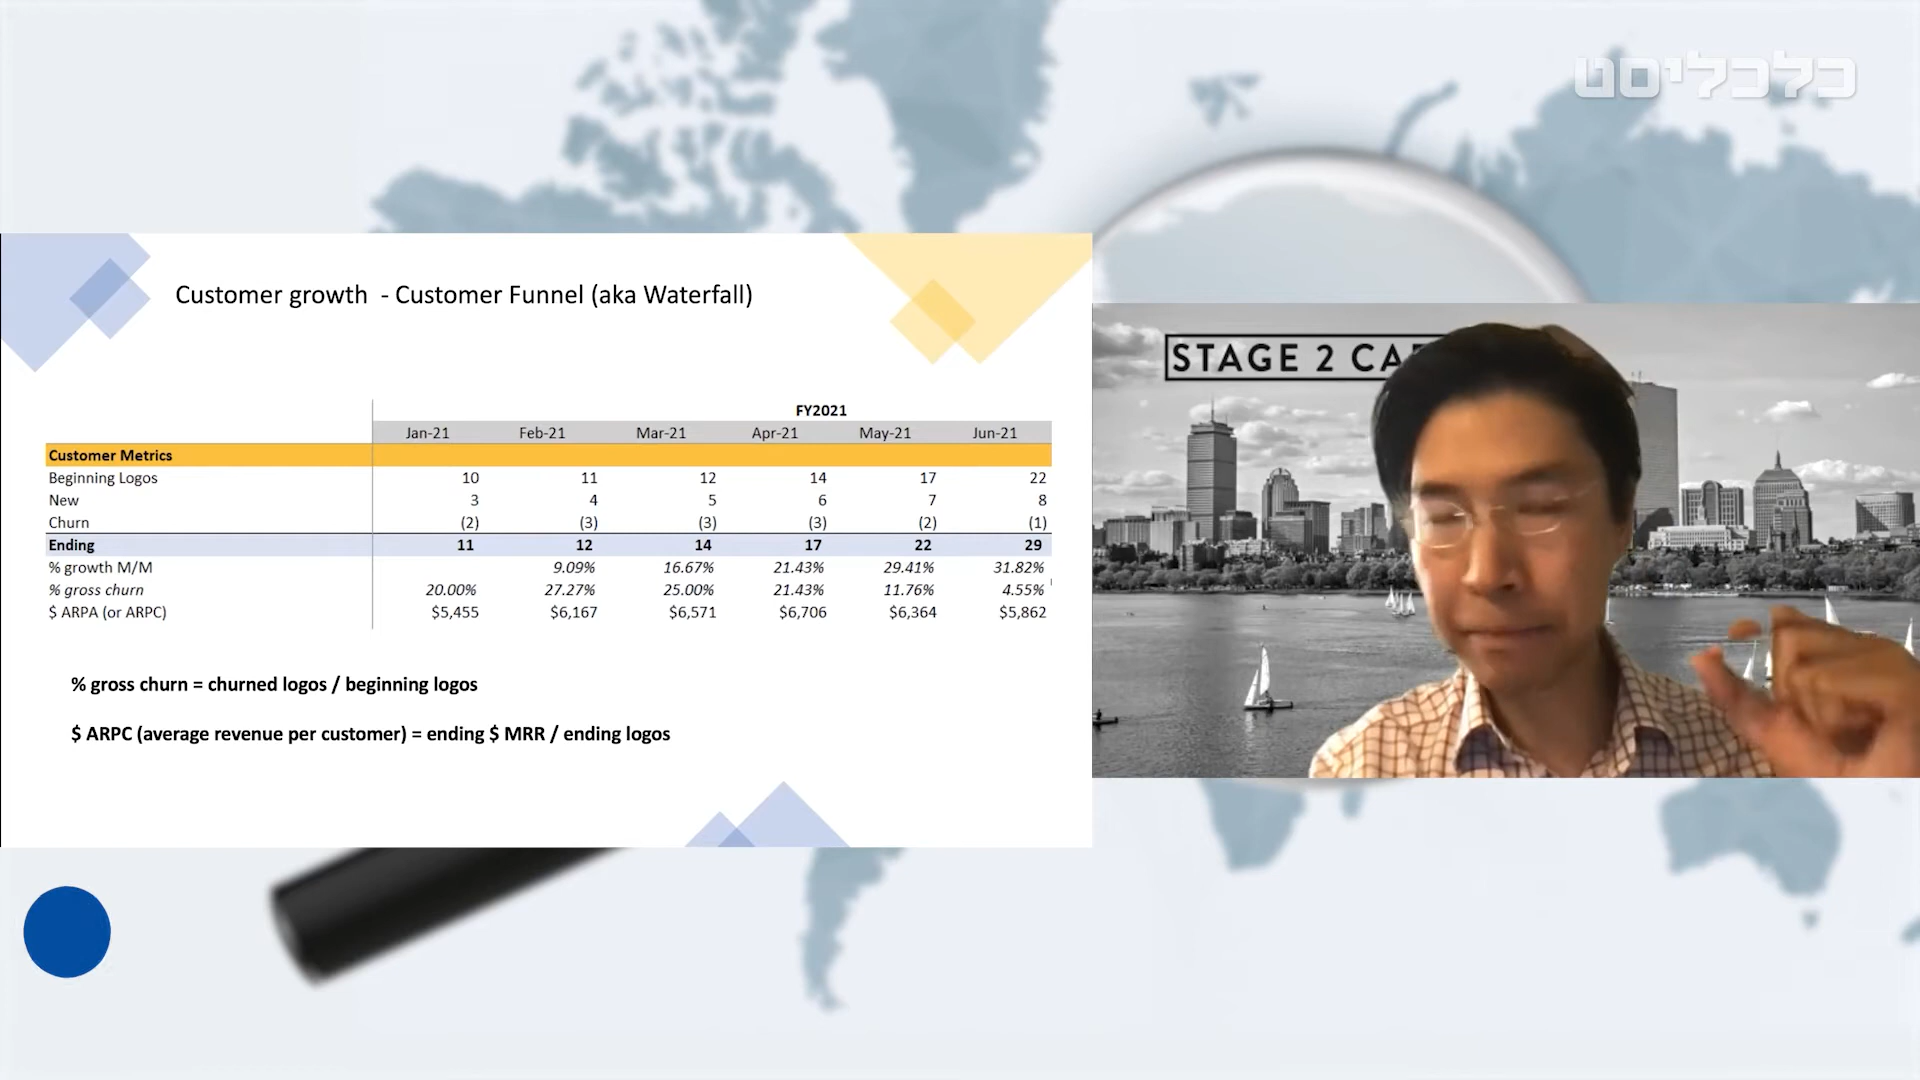 כלכליסט
Customer growth - Customer Funnel (aka Waterfall)
FY2021
Jan-21 Feb-21 Mar-21 Apr-21 May-21 Jun-21
Customer Metrics
Beginning Logos 10 11 12 14 17 22
New 3 4 5 6 7 8
Churn (2) (3) (3) (3) (2) (1)
Ending 11 12 14 17 22 29
% growth M/M 9.09% 16.67% 21.43% 29.41% 31.82%
% gross churn 20.00% 27.27% 25.00% 21.43% 11.76% 4.55%
$ ARPA (or ARPC) $5,455 $6,167 $6,571 $6,706 $6,364 $5,862
% gross churn = churned logos / beginning logos
$ ARPC (average revenue per customer) = ending $ MRR / ending logos
STAGE 2